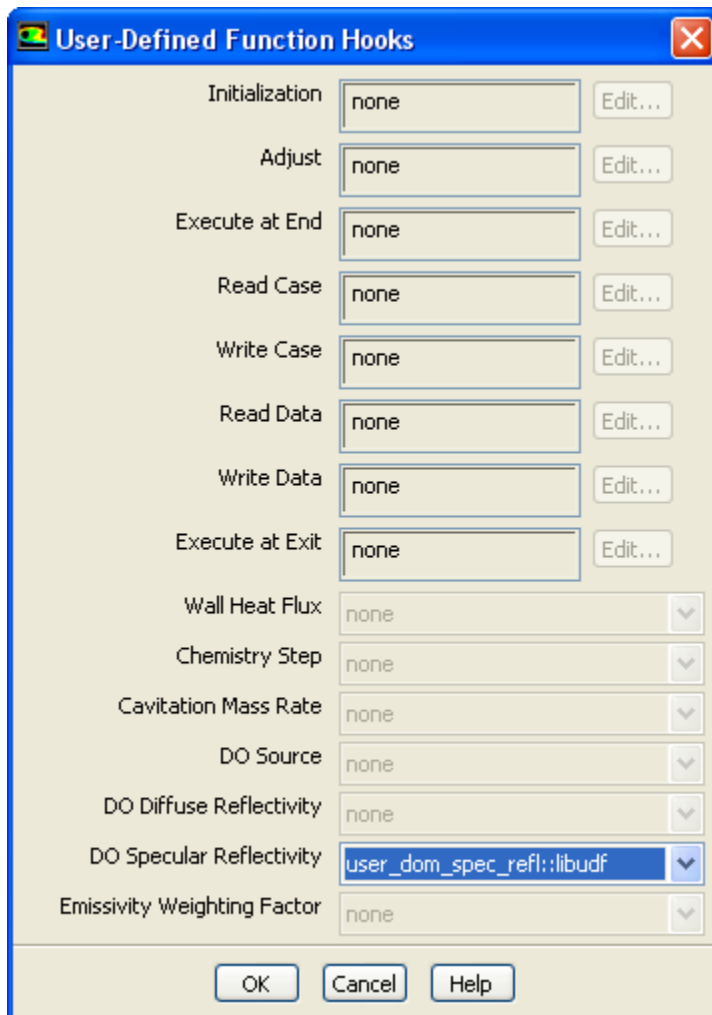 User-Defined Function Hooks
Initialization none Edit...
Adjust none Edit...
Execute at End none Edit...
Read Case none Edit...
Write Case none Edit...
Read Data none Edit...
Write Data none Edit...
Execute at Exit none Edit...
Wall Heat Flux none
Chemistry Step none
Cavitation Mass Rate none
DO Source none
DO Diffuse Reflectivity none
DO Specular Reflectivity user_dom_spec_refl::libudf
Emissivity Weighting Factor none
OK Cancel Help